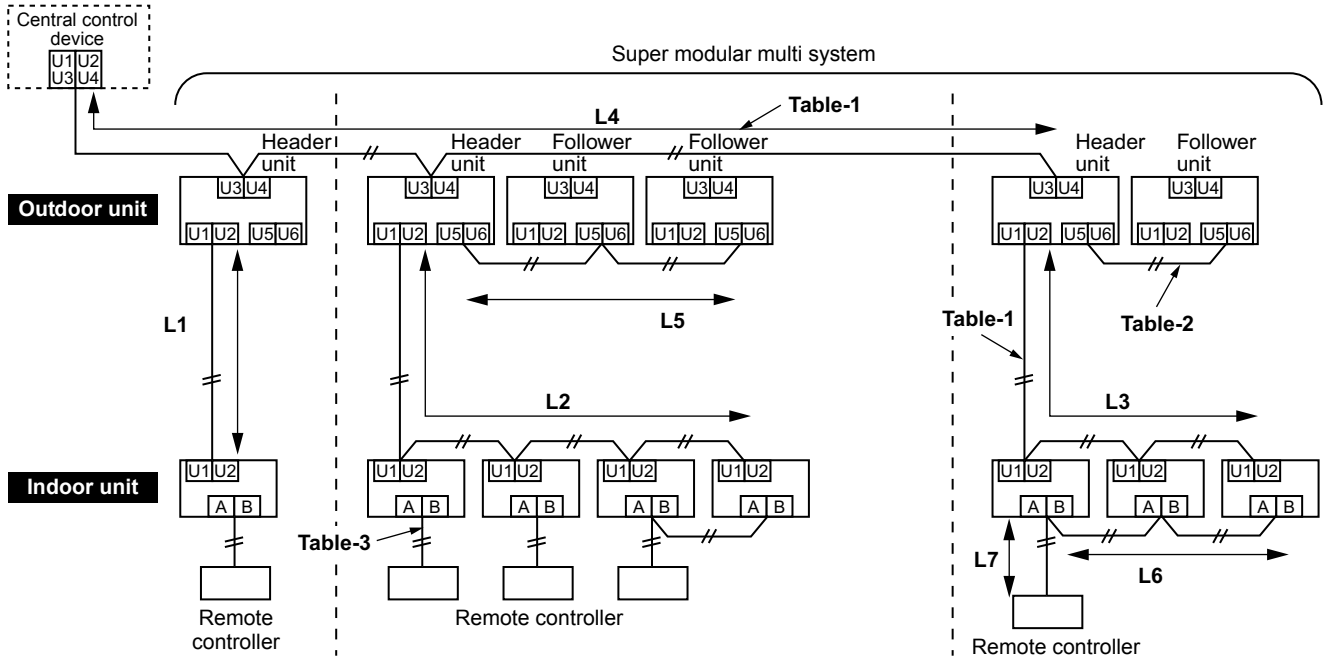 Central control
device
U1 U2
U3 U4
Super modular multi system
L4
Table-1
Header
unit
Header
unit
Follower
unit
Follower
unit
Header
unit
Follower
unit
Outdoor unit
U3 U4
U3 U4
U3 U4
U3 U4
U3 U4
U3 U4
U1 U2 U5 U6
U1 U2 U5 U6
U1 U2 U5 U6
U1 U2 U5 U6
U1 U2 U5 U6
U1 U2 U5 U6
L1
L5
Table-1
Table-2
L2
L3
Indoor unit
U1 U2
U1 U2
U1 U2
U1 U2
U1 U2
U1 U2
U1 U2
U1 U2
A B
A B
A B
A B
A B
A B
A B
A B
Table-3
L7
L6
Remote
controller
Remote controller
Remote controller